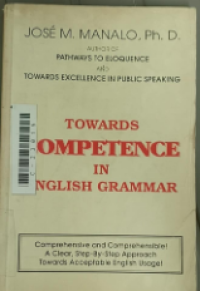 JOSÉ M. MANALO, Ph. D.
AUTHOR OF
PATHWAYS TO ELOQUENCE
AND
TOWARDS EXCELLENCE IN PUBLIC SPEAKING
TOWARDS
OMPETENCE
IN
NGLISH GRAMMAR
Comprehensive and Comprehensible!
A Clear, Step-By-Step Approach
Towards Acceptable English Usage!